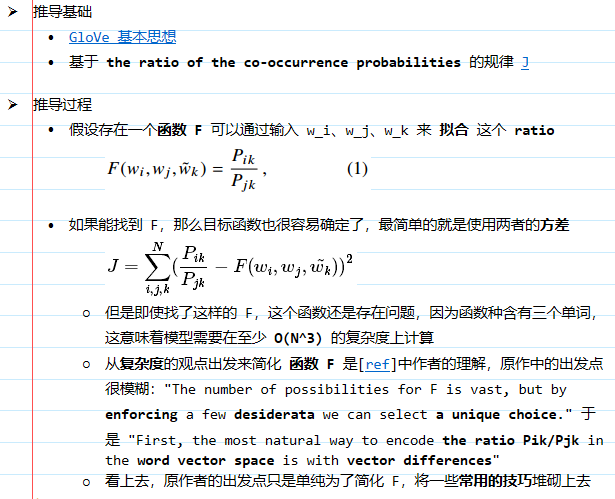 ➢ 推导基础
• GloVe 基本思想
• 基于 the ratio of the co-occurrence probabilities 的规律 J
➢ 推导过程
• 假设存在一个函数 F 可以通过输入 w_i、w_j、w_k 来 拟合 这个 ratio
F(w_i, w_j, w̃_k) = P_{ik} / P_{jk} , (1)
• 如果能找到 F, 那么目标函数也很容易确定了, 最简单的就是使用两者的方差
J = ∑_{i,j,k}^{N} (P_{ik} / P_{jk} − F(w_i, w_j, w̃_k))^2
○ 但是即使找了这样的 F, 这个函数还是存在问题, 因为函数种含有三个单词,
这意味着模型需要在至少 O(N^3) 的复杂度上计算
○ 从复杂度的观点出发来简化 函数 F 是[ref]中作者的理解, 原作中的出发点
很模糊: "The number of possibilities for F is vast, but by
enforcing a few desiderata we can select a unique choice." 于
是 "First, the most natural way to encode the ratio Pik/Pjk in
the word vector space is with vector differences"
○ 看上去, 原作者的出发点只是单纯为了简化 F, 将一些常用的技巧堆砌上去